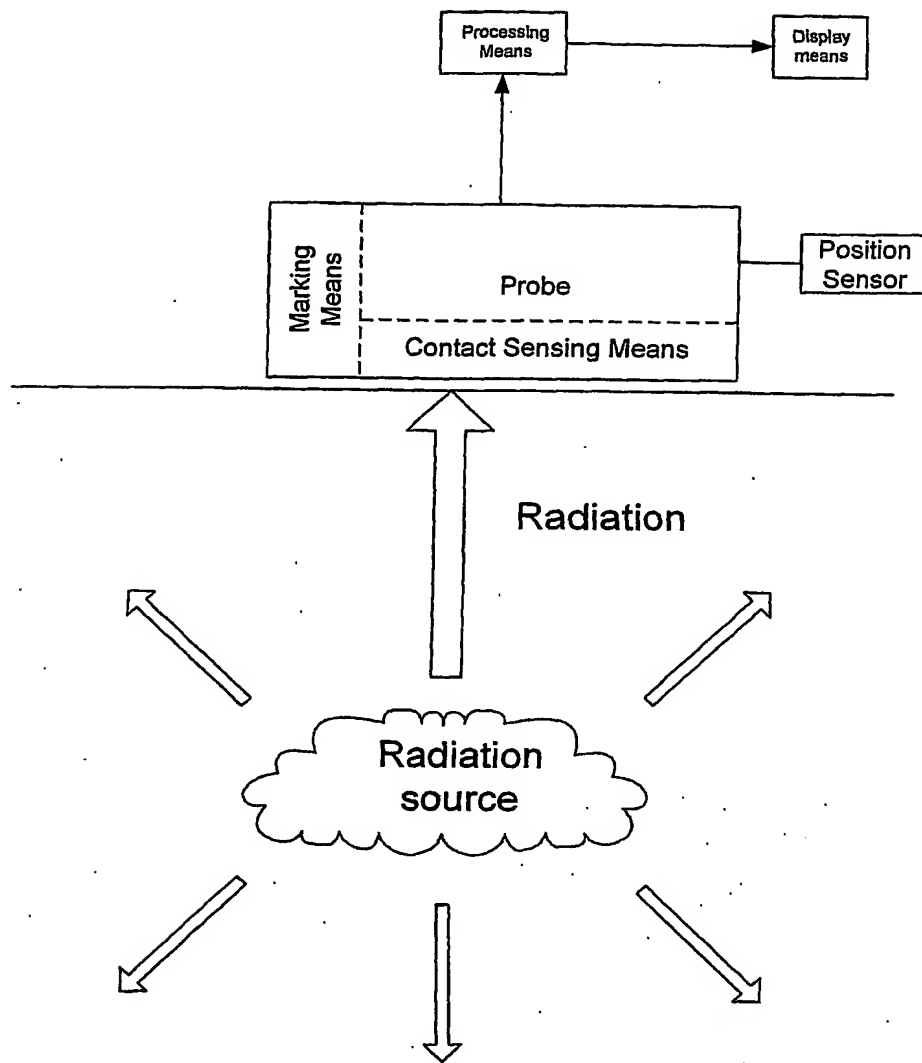 Processing
Means
Display
means
Marking
Means
Probe
Position
Sensor
Contact Sensing Means
Radiation
Radiation
source